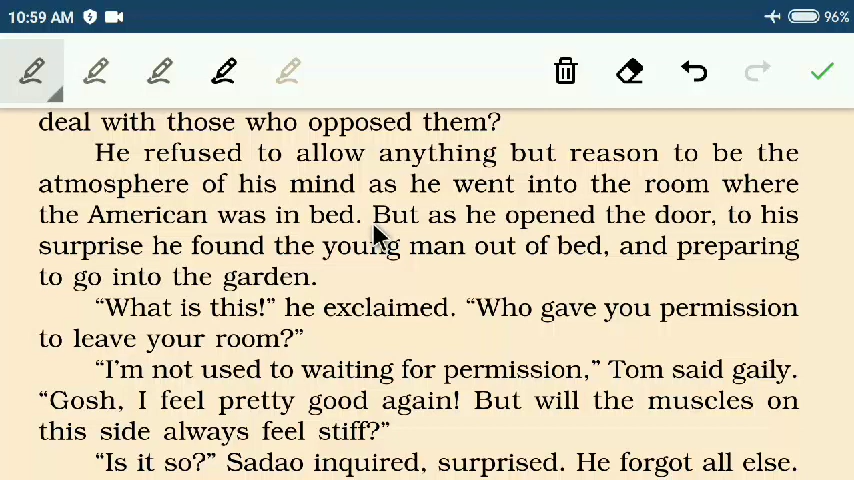 10:59 AM
96%
deal with those who opposed them?
He refused to allow anything but reason to be the
atmosphere of his mind as he went into the room where
the American was in bed. But as he opened the door, to his
surprise he found the young man out of bed, and preparing
to go into the garden.
“What is this!” he exclaimed. “Who gave you permission
to leave your room?”
“I’m not used to waiting for permission,” Tom said gaily.
“Gosh, I feel pretty good again! But will the muscles on
this side always feel stiff?”
“Is it so?” Sadao inquired, surprised. He forgot all else.